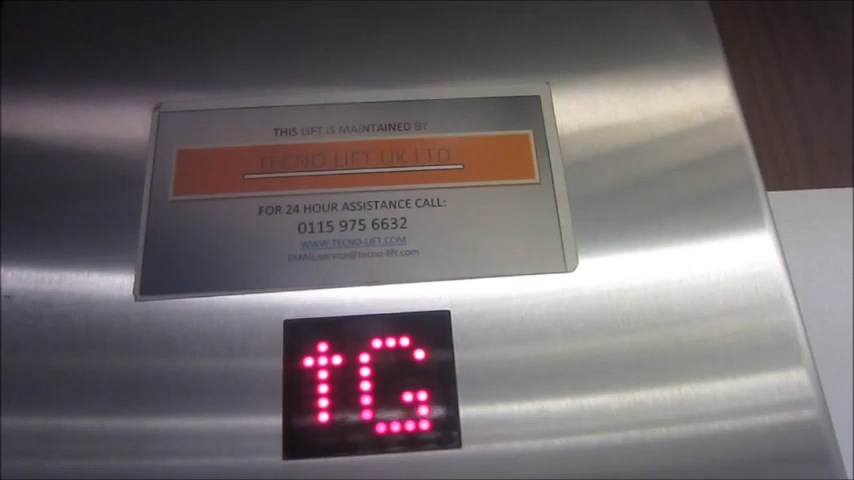 THIS LIFT IS MAINTAINED BY
TECNO LIFT UK LTD
FOR 24 HOUR ASSISTANCE CALL:
0115 975 6632
WWW.TECNO-LIFT.COM
EMAIL:service@tecno-lift.com
↑G